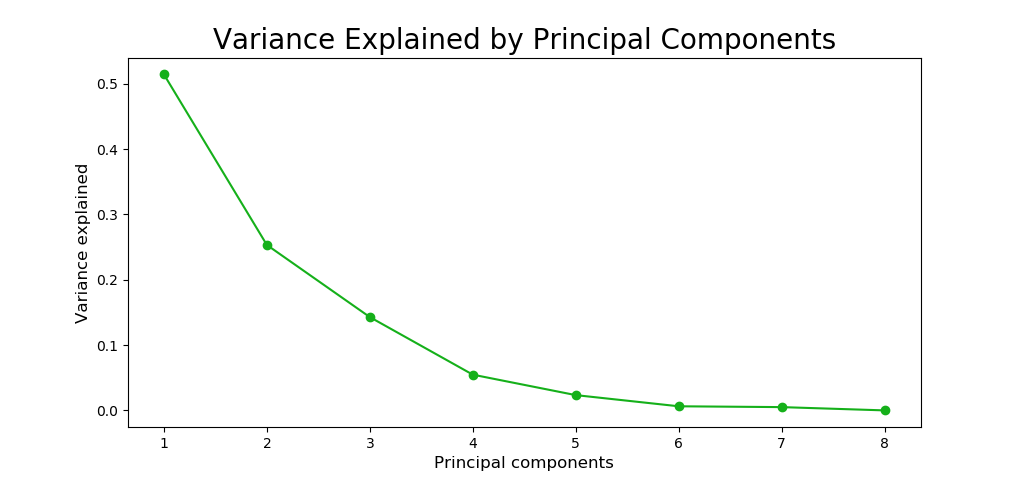 Variance Explained by Principal Components
0.5
0.4
0.3
0.2
0.1
0.0
Variance explained
1 2 3 4 5 6 7 8
Principal components